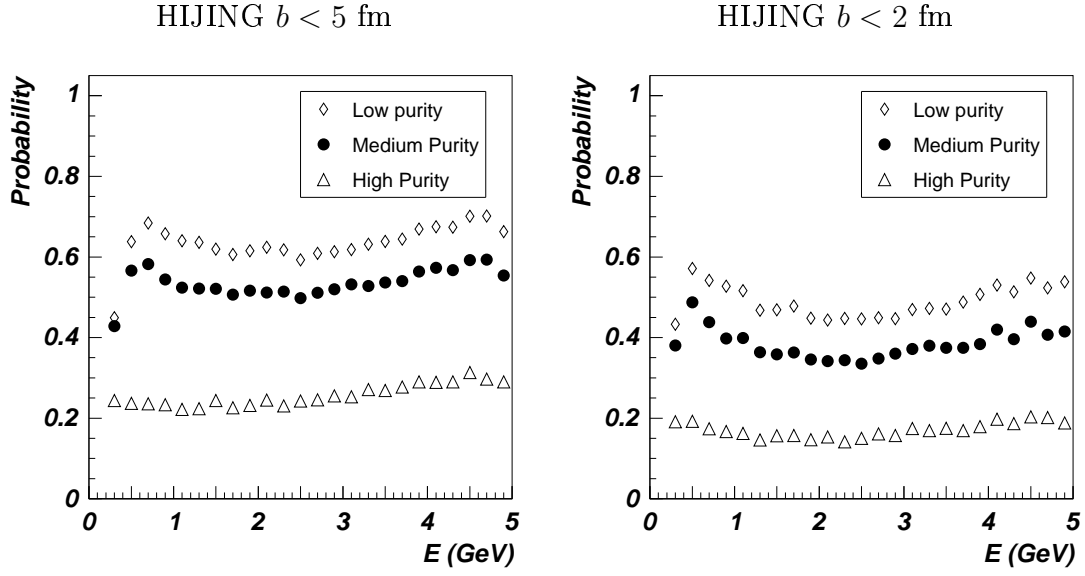 HIJING b < 5 fm
Probability
1
0.8
0.6
0.4
0.2
0
0 1 2 3 4 5
E (GeV)
Low purity
Medium Purity
High Purity
HIJING b < 2 fm
Probability
1
0.8
0.6
0.4
0.2
0
0 1 2 3 4 5
E (GeV)
Low purity
Medium Purity
High Purity